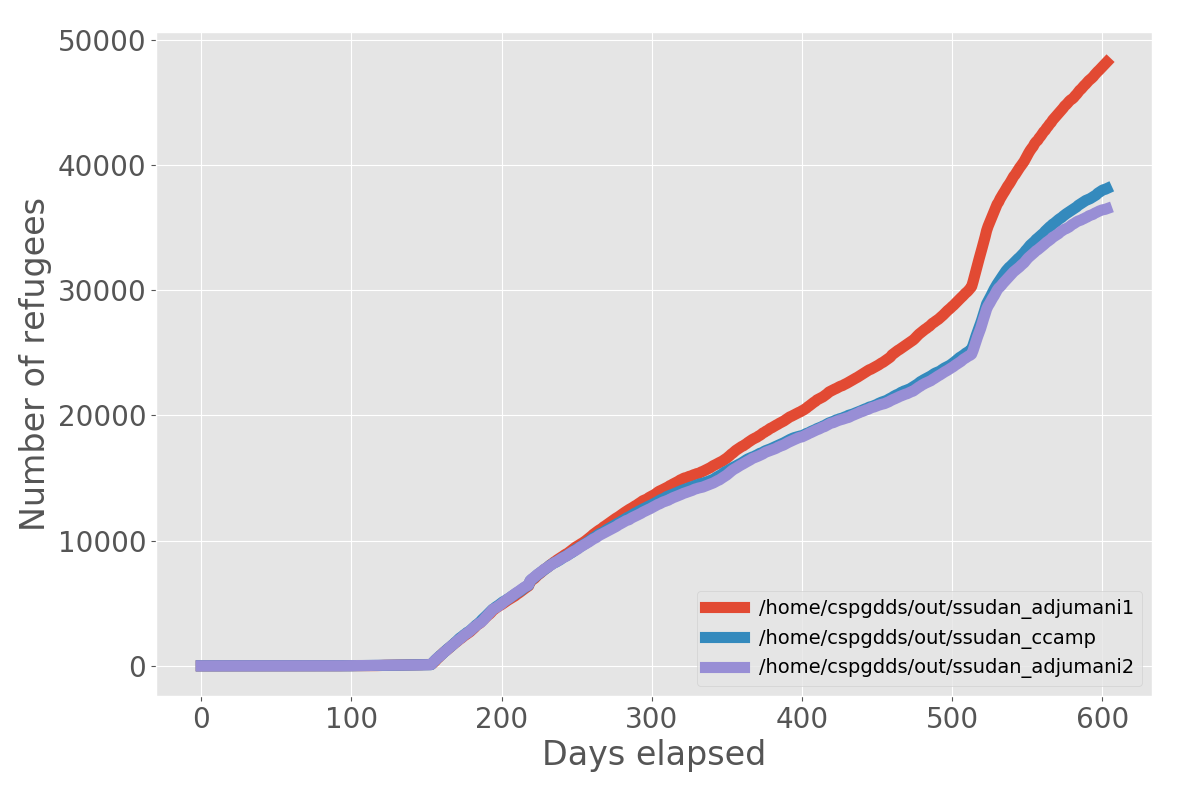 50000
40000
30000
20000
10000
0
Number of refugees
0 100 200 300 400 500 600
Days elapsed
/home/cspgdds/out/ssudan_adjumani1
/home/cspgdds/out/ssudan_ccamp
/home/cspgdds/out/ssudan_adjumani2